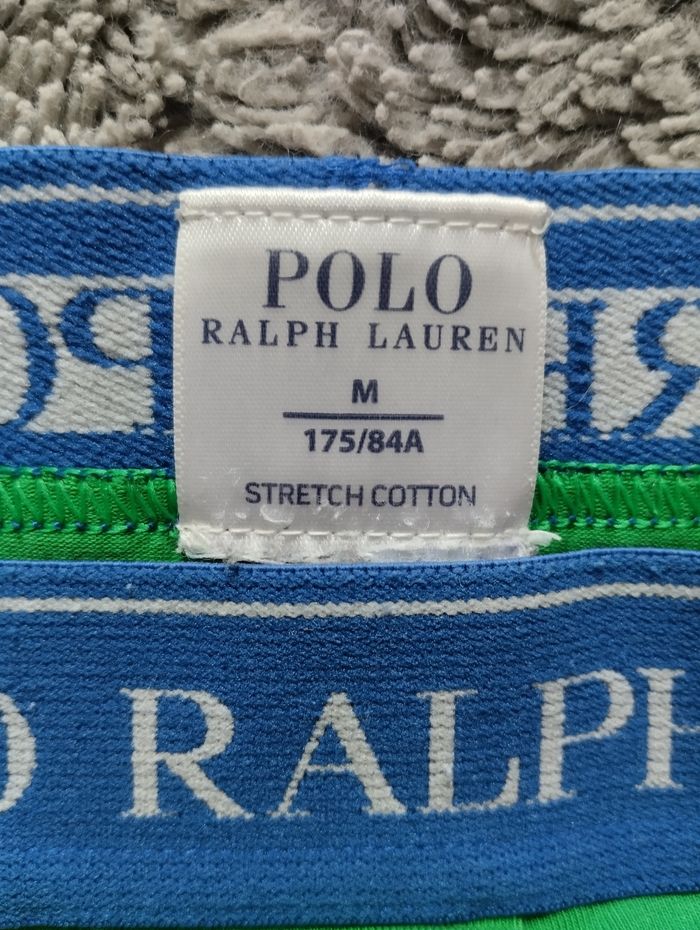 POLO
RALPH LAUREN
M
175/84A
STRETCH COTTON
RALPH